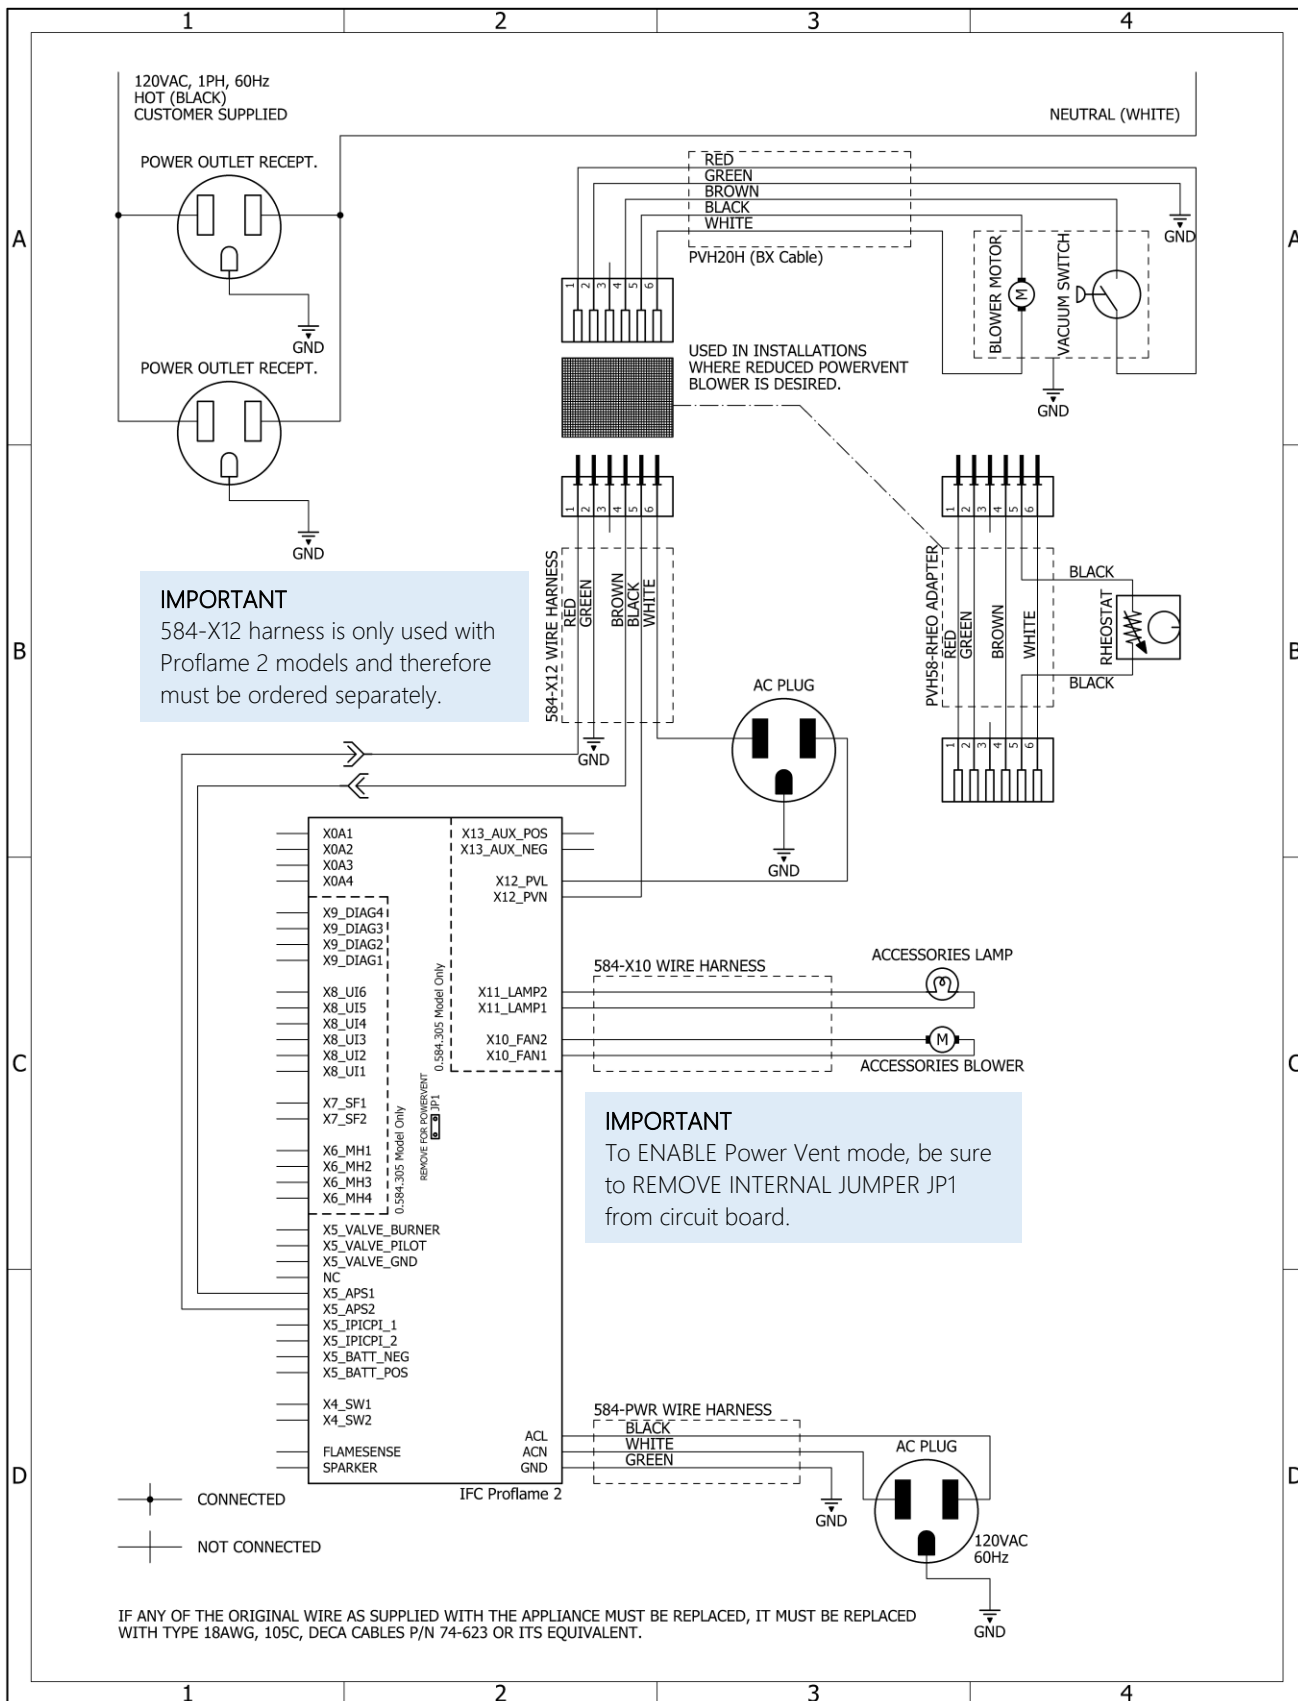 1 2 3 4
120VAC, 1PH, 60Hz
HOT (BLACK)
CUSTOMER SUPPLIED
NEUTRAL (WHITE)
POWER OUTLET RECEPT.
GND
POWER OUTLET RECEPT.
GND
RED
GREEN
BROWN
BLACK
WHITE
PVH20H (BX Cable)
GND
A A
BLOWER MOTOR
M
VACUUM SWITCH
GND
1 2 3 4 5 6
USED IN INSTALLATIONS
WHERE REDUCED POWERVENT
BLOWER IS DESIRED.
1 2 3 4 5 6
584-X12 WIRE HARNESS
RED
GREEN
BROWN
BLACK
WHITE
GND
1 2 3 4 5 6
PVH58-RHEO ADAPTER
RED
GREEN
BROWN
WHITE
BLACK
RHEOSTAT
BLACK
1 2 3 4 5 6
B B
IMPORTANT
584-X12 harness is only used with
Proflame 2 models and therefore
must be ordered separately.
AC PLUG
GND
X0A1
X0A2
X0A3
X0A4
X9_DIAG4
X9_DIAG3
X9_DIAG2
X9_DIAG1
X8_UI6
X8_UI5
X8_UI4
X8_UI3
X8_UI2
X8_UI1
X7_SF1
X7_SF2
X6_MH1
X6_MH2
X6_MH3
X6_MH4
0.584.305 Model Only
X5_VALVE_BURNER
X5_VALVE_PILOT
X5_VALVE_GND
NC
X5_APS1
X5_APS2
X5_IPICPI_1
X5_IPICPI_2
X5_BATT_NEG
X5_BATT_POS
X4_SW1
X4_SW2
FLAMESENSE
SPARKER
X13_AUX_POS
X13_AUX_NEG
X12_PVL
X12_PVN
X11_LAMP2
X11_LAMP1
X10_FAN2
X10_FAN1
0.584.305 Model Only
REMOVE FOR POWERVENT
JP1
ACL
ACN
GND
IFC Proflame 2
584-X10 WIRE HARNESS
ACCESSORIES LAMP
M
ACCESSORIES BLOWER
C C
IMPORTANT
To ENABLE Power Vent mode, be sure
to REMOVE INTERNAL JUMPER JP1
from circuit board.
584-PWR WIRE HARNESS
BLACK
WHITE
GREEN
GND
AC PLUG
120VAC
60Hz
GND
D D
CONNECTED
NOT CONNECTED
IF ANY OF THE ORIGINAL WIRE AS SUPPLIED WITH THE APPLIANCE MUST BE REPLACED, IT MUST BE REPLACED
WITH TYPE 18AWG, 105C, DECA CABLES P/N 74-623 OR ITS EQUIVALENT.
1 2 3 4